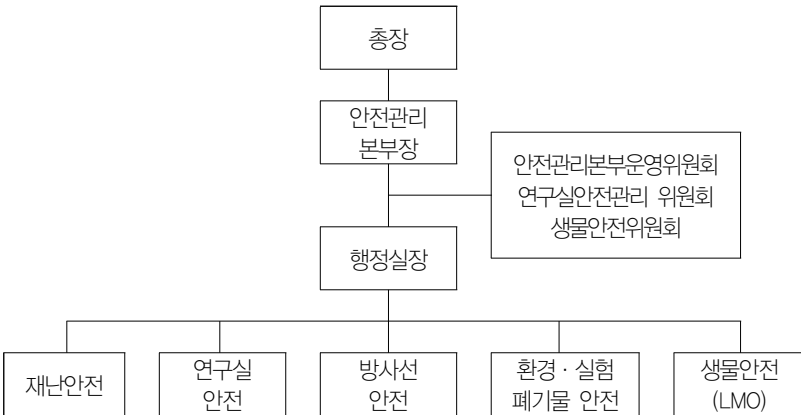 총장
안전관리
본부장
안전관리본부운영위원회
연구실안전관리 위원회
생물안전위원회
행정실장
재난안전
연구실
안전
방사선
안전
환경 · 실험
폐기물 안전
생물안전
(LMO)